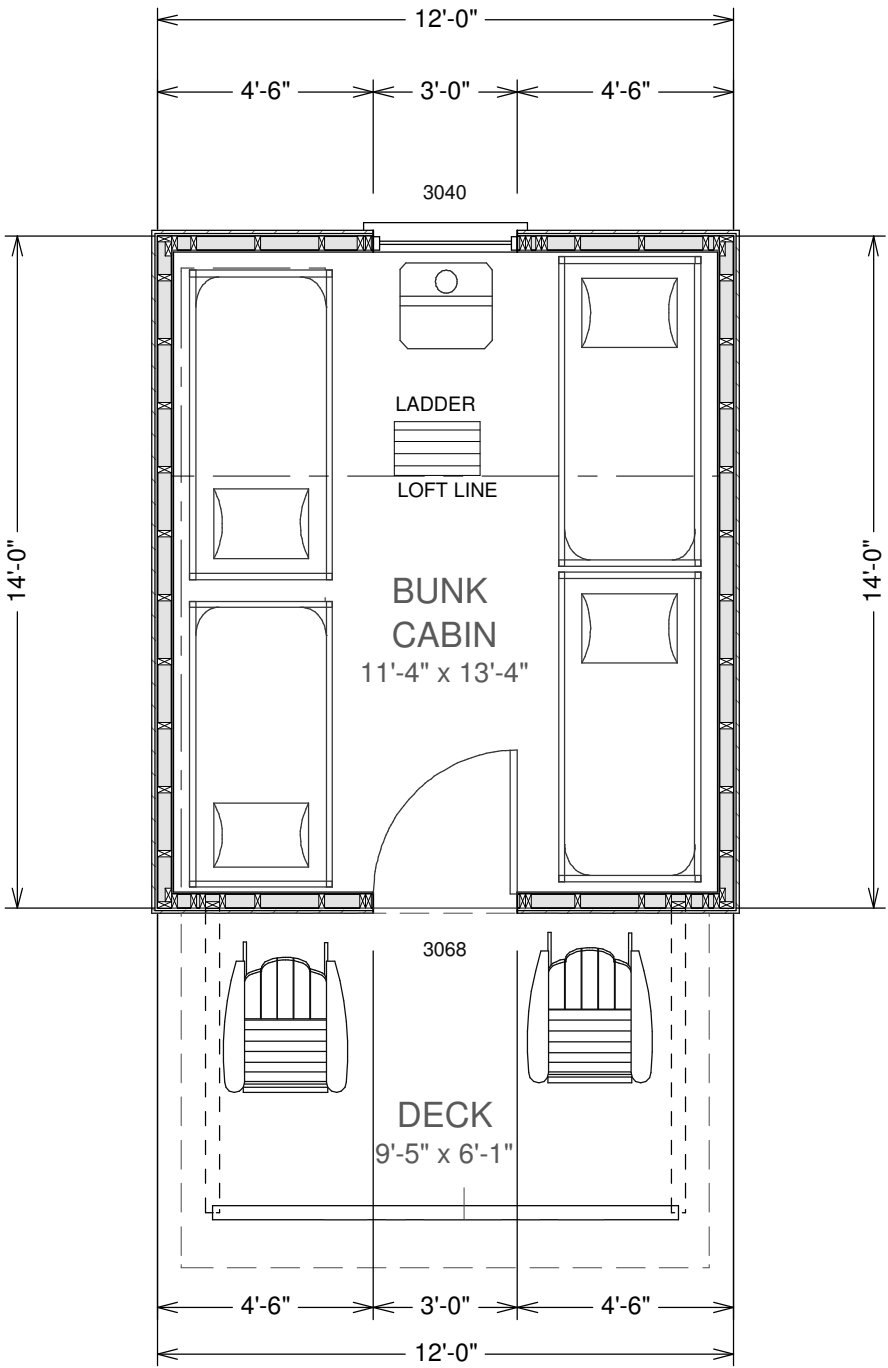 12'-0"
4'-6" 3'-0" 4'-6"
3040
LADDER
LOFT LINE
14'-0"
14'-0"
BUNK
CABIN
11'-4" x 13'-4"
3068
DECK
9'-5" x 6'-1"
4'-6" 3'-0" 4'-6"
12'-0"